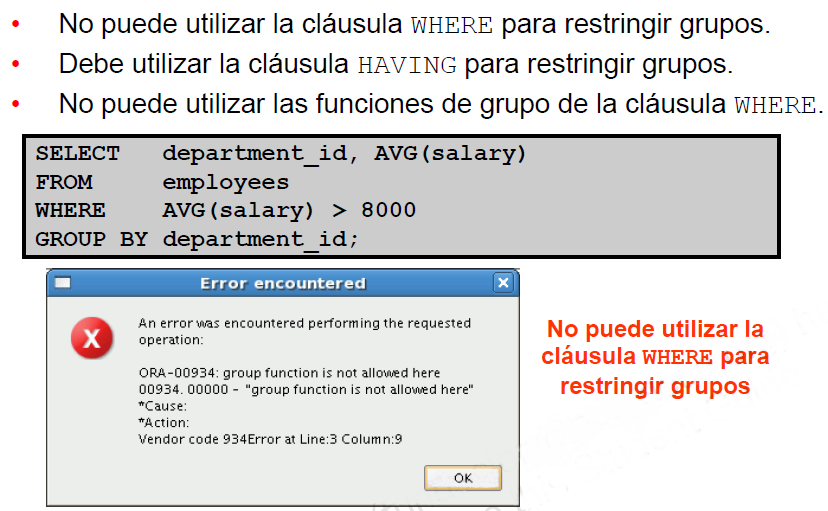 • No puede utilizar la cláusula WHERE para restringir grupos.
• Debe utilizar la cláusula HAVING para restringir grupos.
• No puede utilizar las funciones de grupo de la cláusula WHERE.
SELECT department_id, AVG(salary)
FROM employees
WHERE AVG(salary) > 8000
GROUP BY department_id;
Error encountered
An error was encountered performing the requested
operation:
ORA-00934: group function is not allowed here
00934. 00000 - "group function is not allowed here"
*Cause:
*Action:
Vendor code 934Error at Line:3 Column:9
OK
No puede utilizar la
cláusula WHERE para
restringir grupos